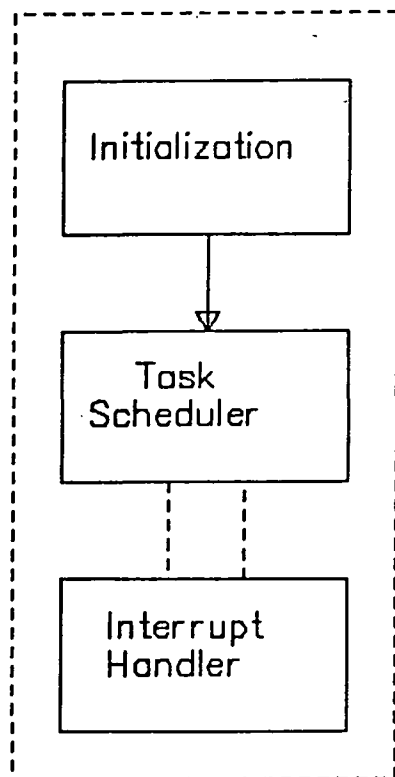 Initialization
Task
Scheduler
Interrupt
Handler